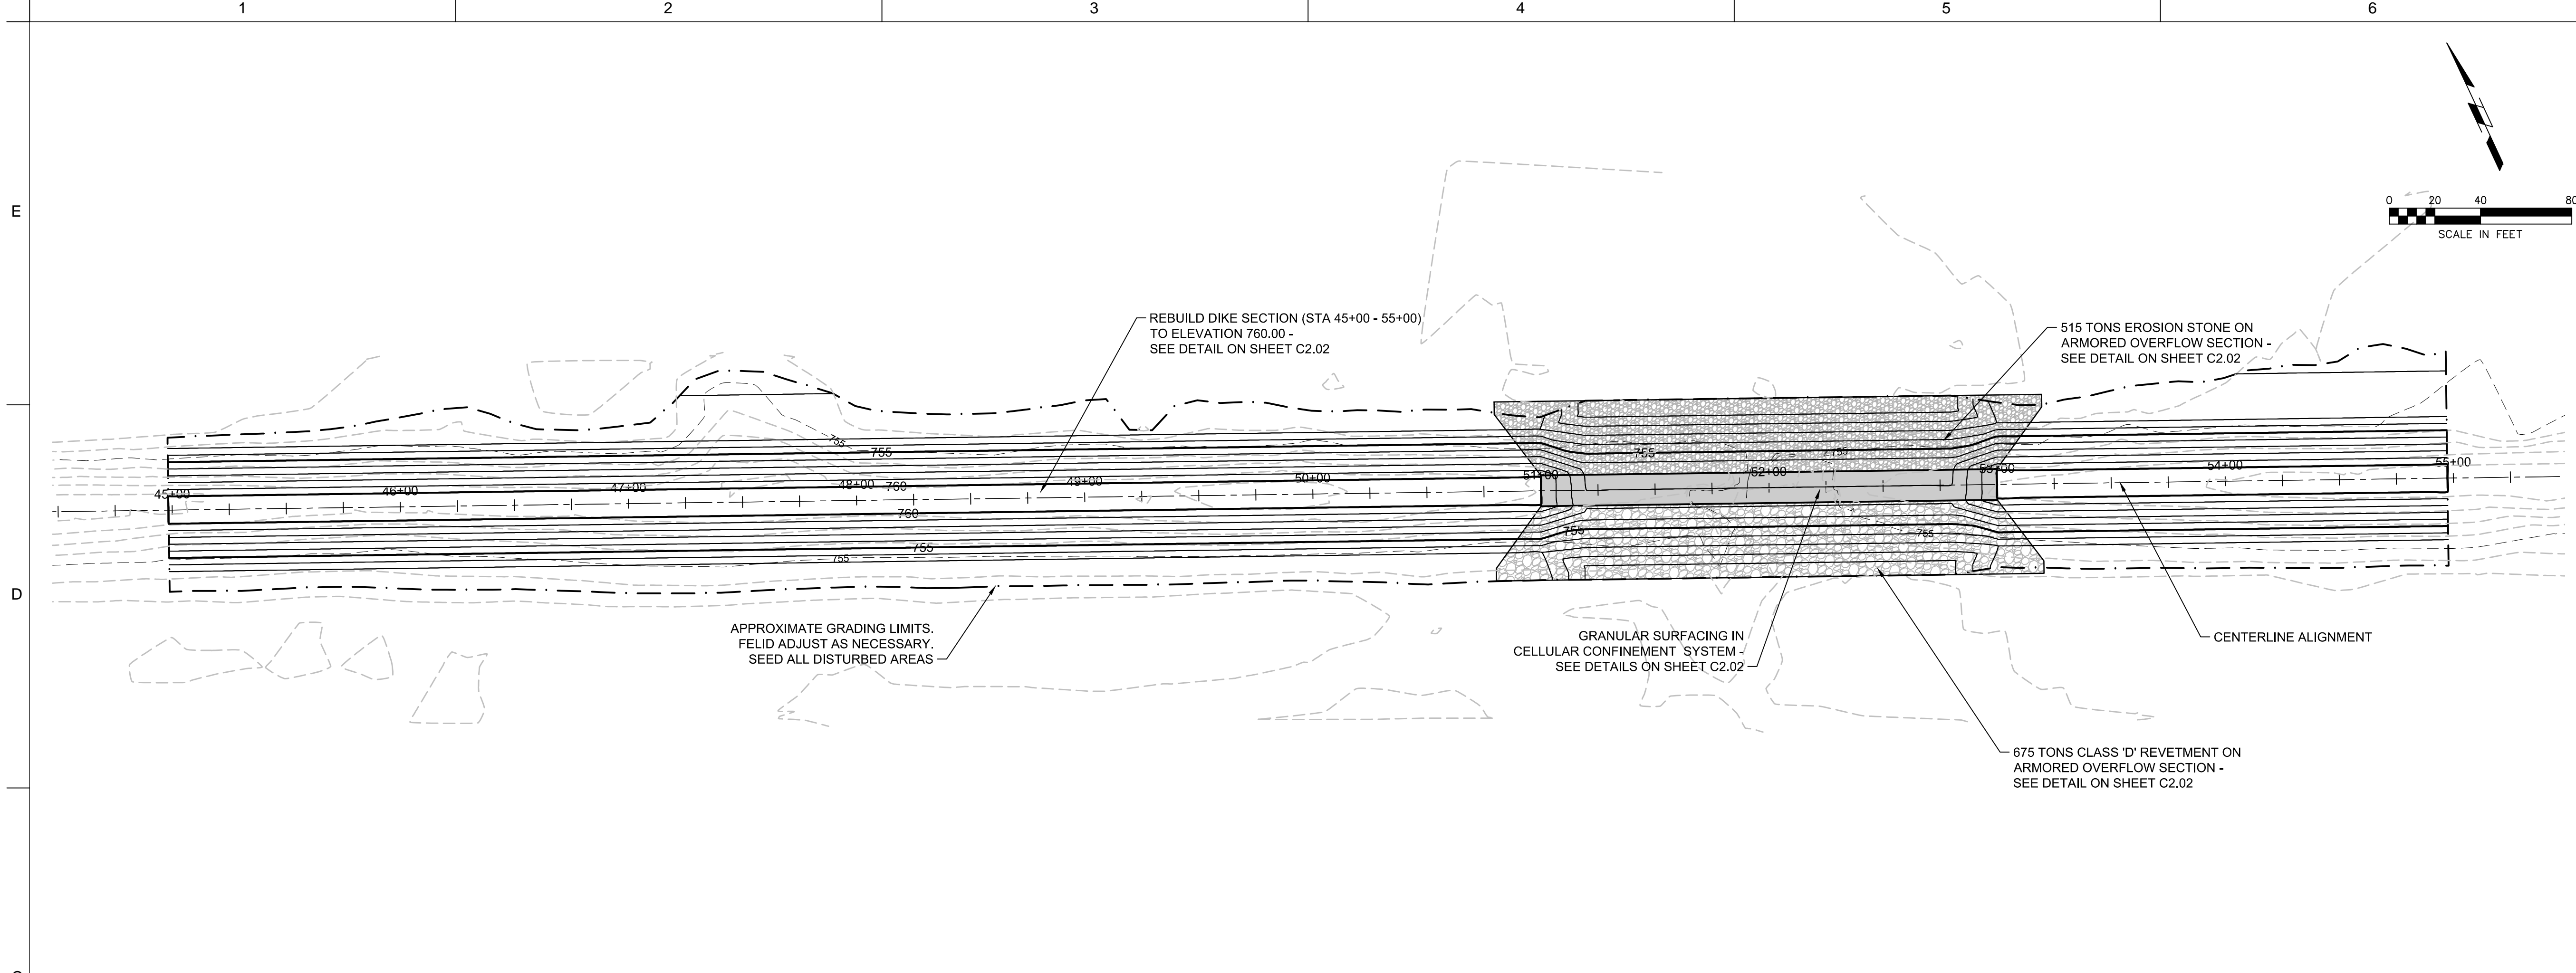 1 2 3 4 5 6
E
0 20 40 80
SCALE IN FEET
REBUILD DIKE SECTION (STA 45+00 - 55+00)
TO ELEVATION 760.00 -
SEE DETAIL ON SHEET C2.02
515 TONS EROSION STONE ON
ARMORED OVERFLOW SECTION -
SEE DETAIL ON SHEET C2.02
755
755
755
755
45+00 46+00 47+00 48+00 760 49+00 50+00 51+00 52+00 53+00 54+00 55+00
760
755
755
755
755
D
APPROXIMATE GRADING LIMITS.
FELID ADJUST AS NECESSARY.
SEED ALL DISTURBED AREAS
GRANULAR SURFACING IN
CELLULAR CONFINEMENT SYSTEM -
SEE DETAILS ON SHEET C2.02
CENTERLINE ALIGNMENT
675 TONS CLASS 'D' REVETMENT ON
ARMORED OVERFLOW SECTION -
SEE DETAIL ON SHEET C2.02